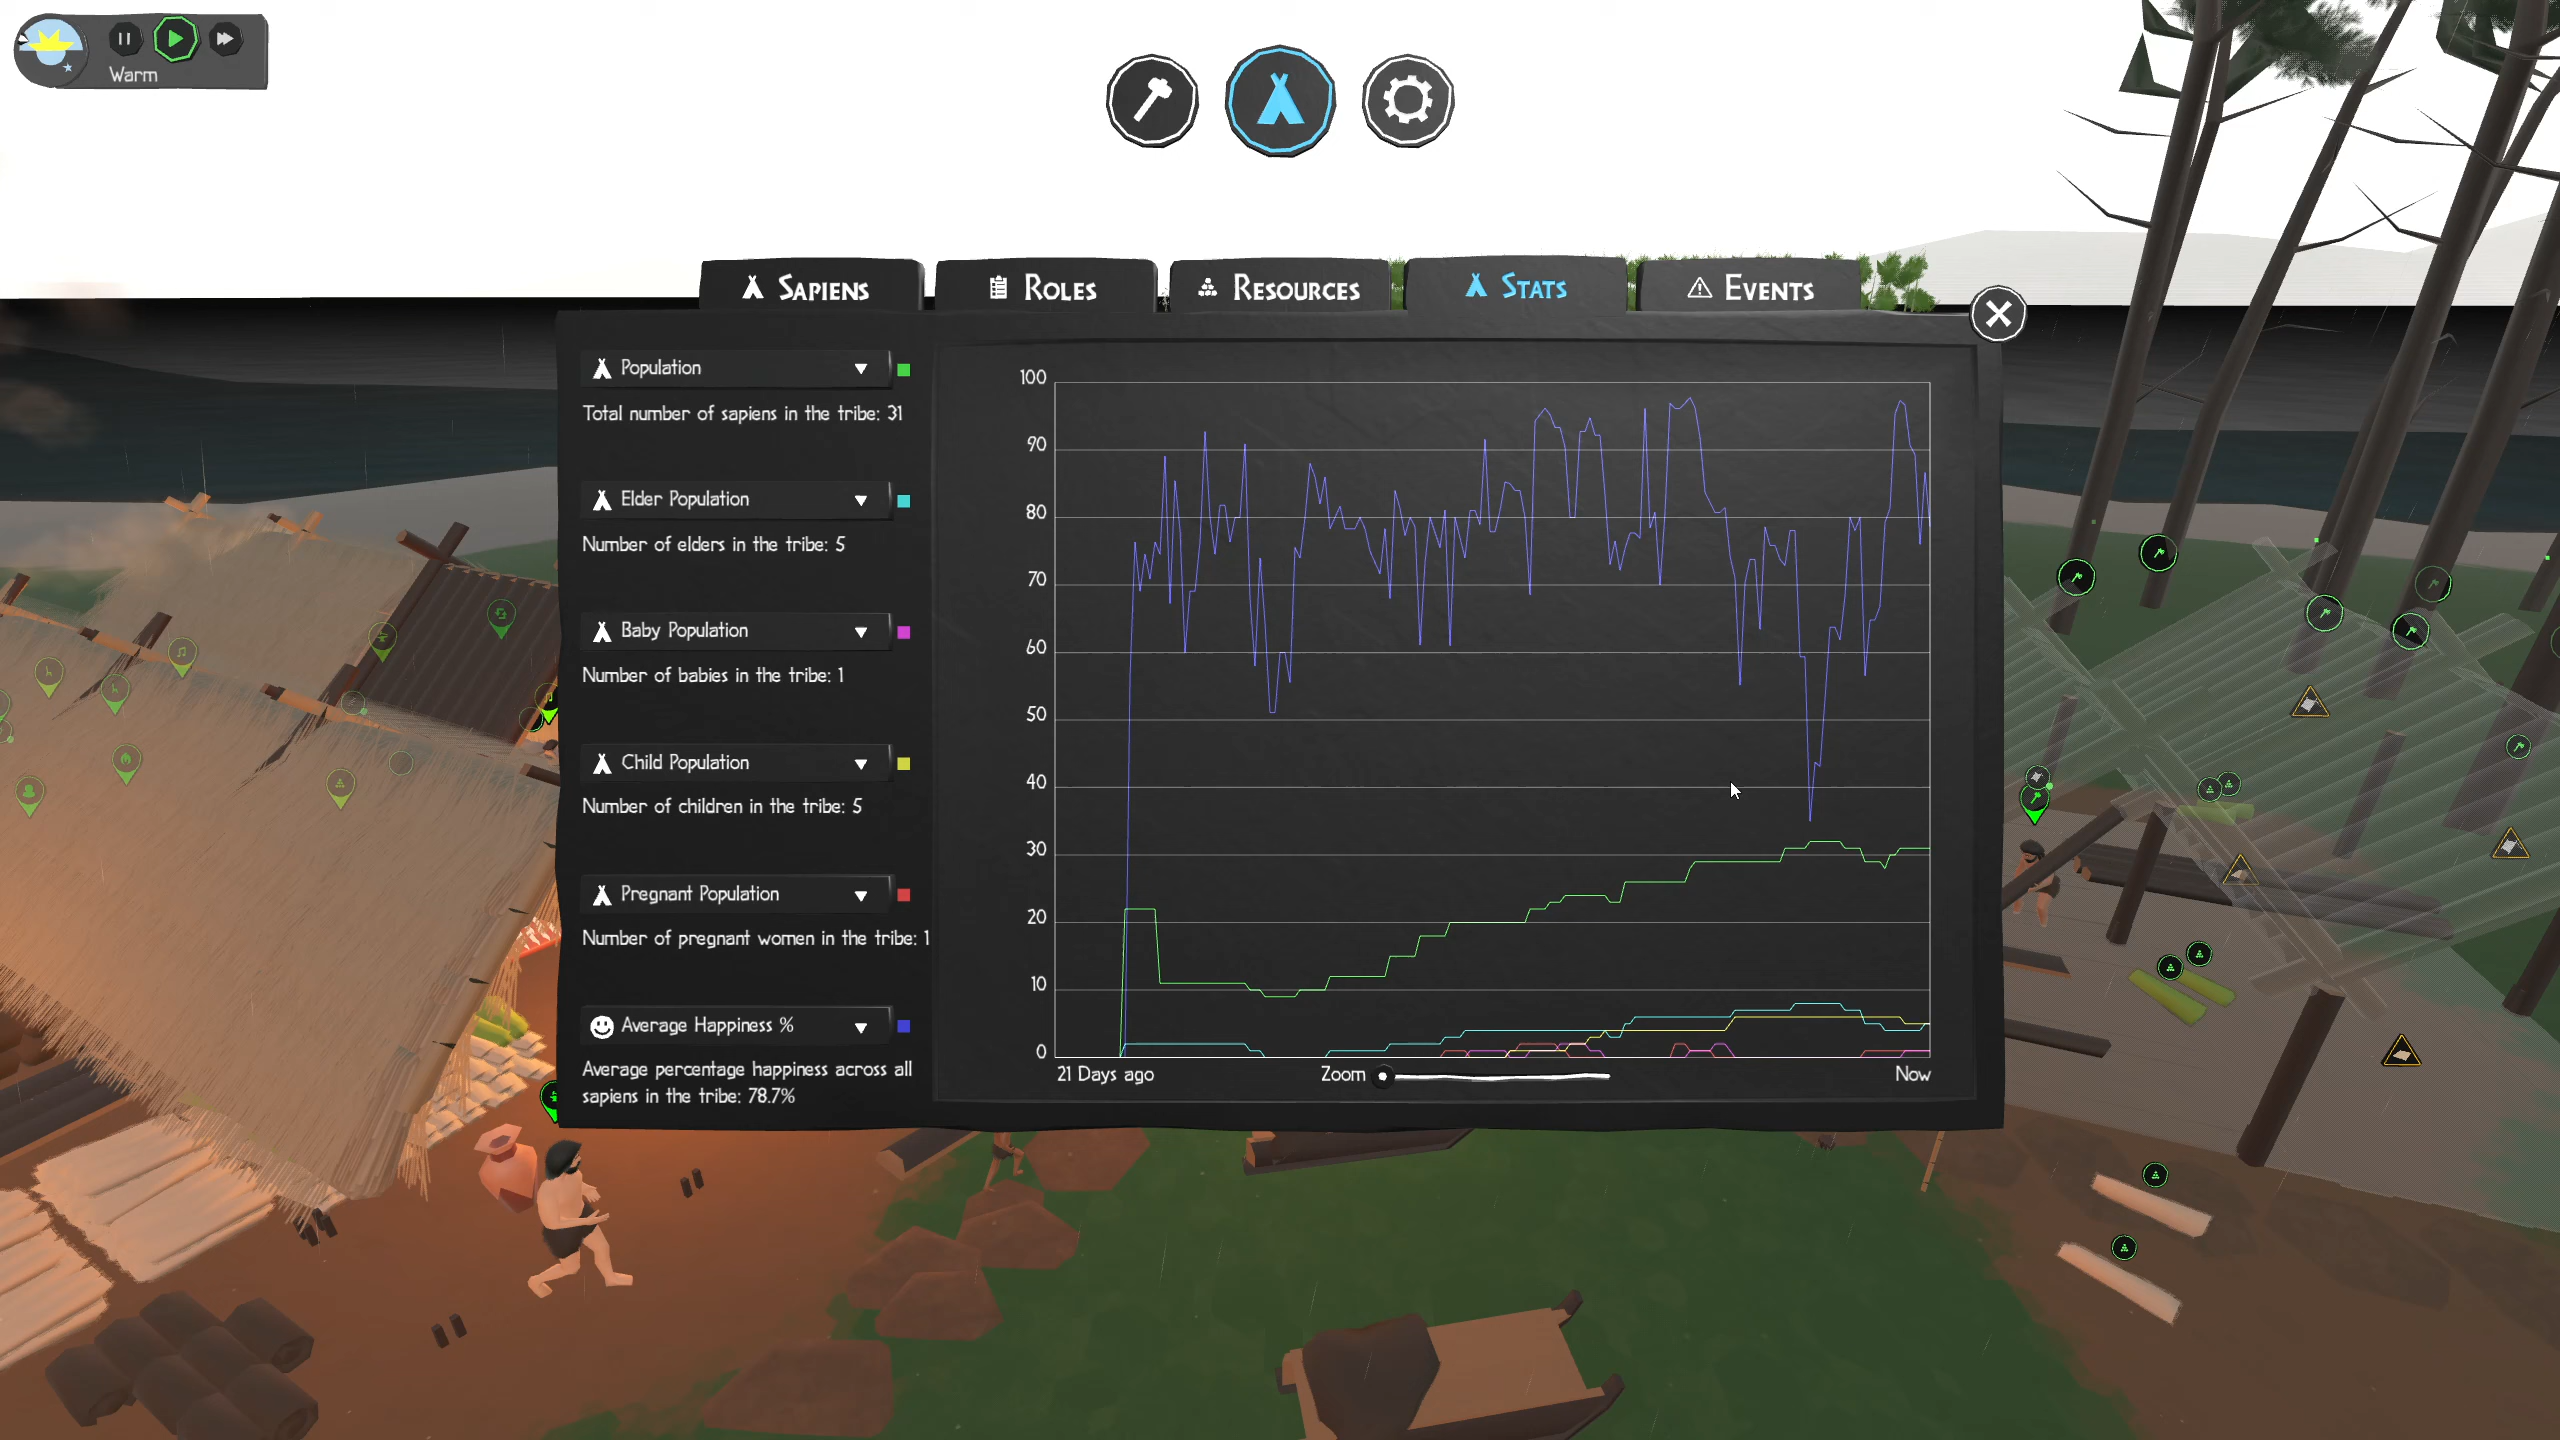 Warm
Sapiens
Roles
Resources
Stats
Events
Population
Total number of sapiens in the tribe: 31
Elder Population
Number of elders in the tribe: 5
Baby Population
Number of babies in the tribe: 1
Child Population
Number of children in the tribe: 5
Pregnant Population
Number of pregnant women in the tribe: 1
Average Happiness %
Average percentage happiness across all
sapiens in the tribe: 78.7%
100
90
80
70
60
50
40
30
20
10
0
21 Days ago
Zoom
Now